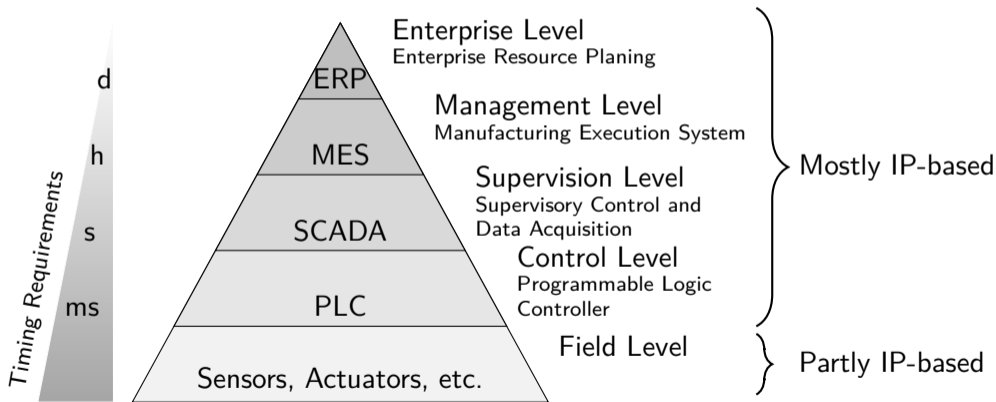 Timing Requirements
d
h
s
ms
ERP
MES
SCADA
PLC
Sensors, Actuators, etc.
Enterprise Level
Enterprise Resource Planing
Management Level
Manufacturing Execution System
Supervision Level
Supervisory Control and
Data Acquisition
Control Level
Programmable Logic
Controller
Field Level
Mostly IP-based
Partly IP-based